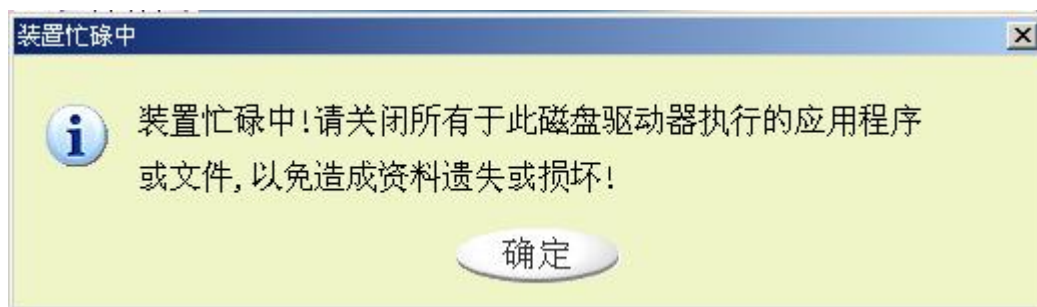 装置忙碌中
装置忙碌中!请关闭所有于此磁盘驱动器执行的应用程序
或文件,以免造成资料遗失或损坏!
确定